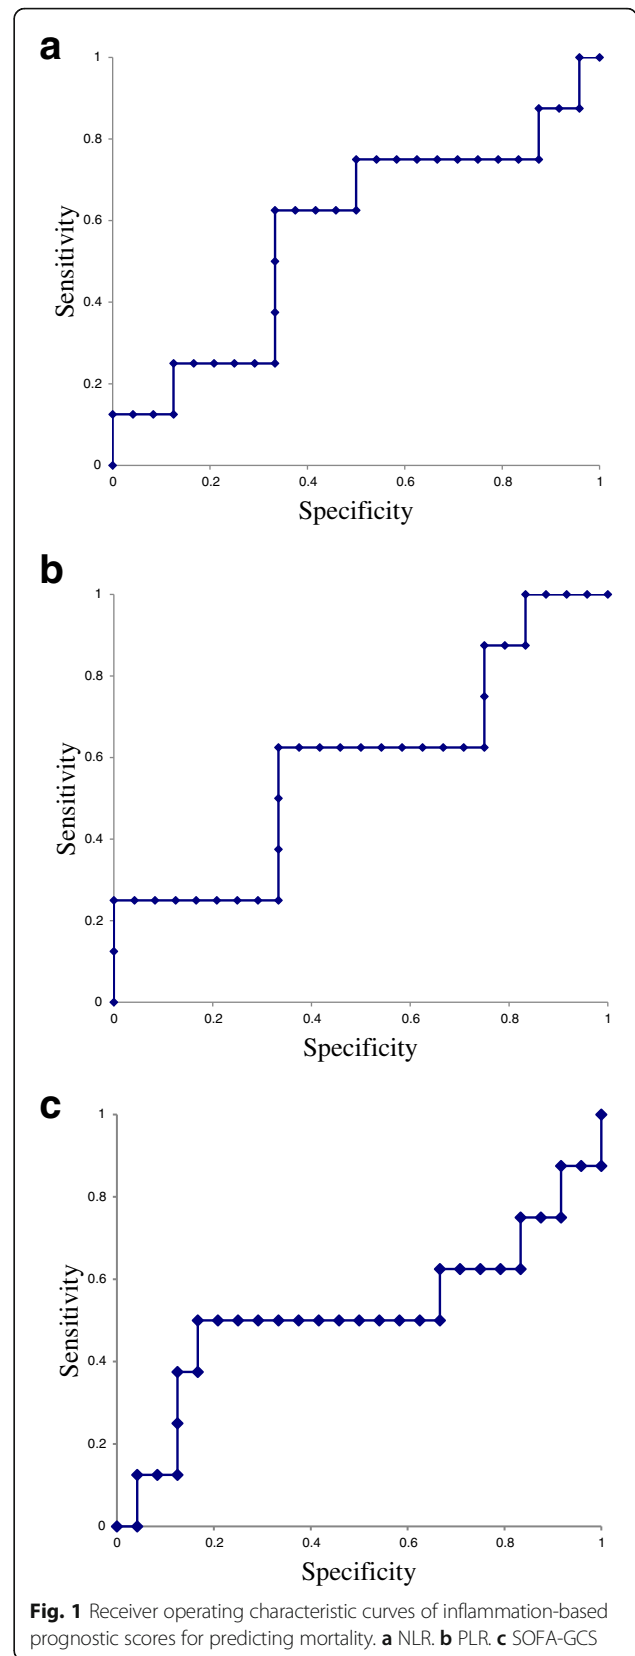 a
1
0.8
0.6
0.4
0.2
0
Sensitivity
0 0.2 0.4 0.6 0.8 1
Specificity
b
1
0.8
0.6
0.4
0.2
0
Sensitivity
0 0.2 0.4 0.6 0.8 1
Specificity
c
1
0.8
0.6
0.4
0.2
0
Sensitivity
0 0.2 0.4 0.6 0.8 1
Specificity
Fig. 1 Receiver operating characteristic curves of inflammation-based
prognostic scores for predicting mortality. a NLR. b PLR. c SOFA-GCS